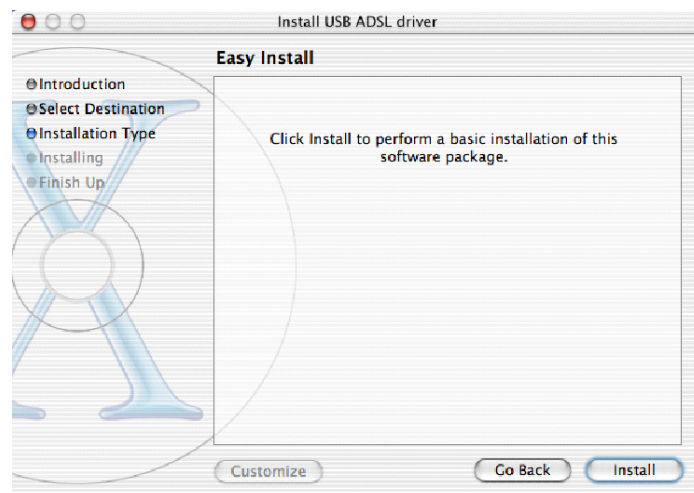 Install USB ADSL driver
Easy Install
Introduction
Select Destination
Installation Type
Installing
Finish Up
Click Install to perform a basic installation of this
software package.
Customize
Go Back
Install